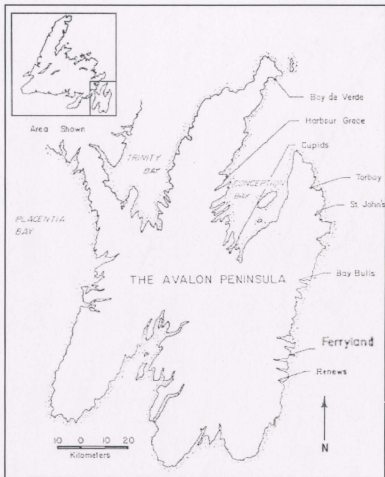 Area Shown
Bay de Verde
Harbour Grace
Cupids
TRINITY
BAY
CONCEPTION
BAY
Torbay
St. John's
PLACENTIA
BAY
THE AVALON PENINSULA
Bay Bulls
Ferryland
Renews
10 0 10 20
Kilometers
N